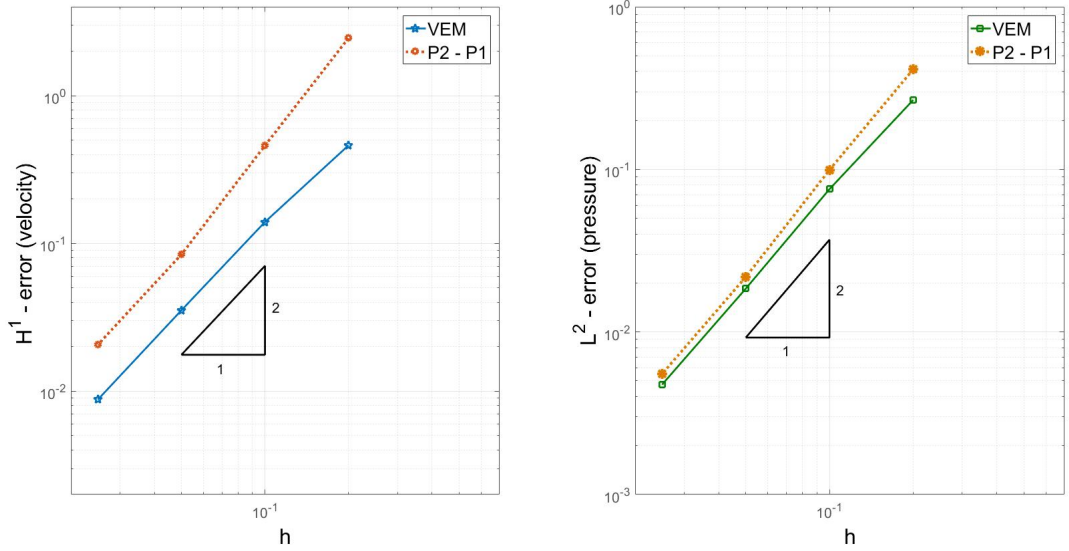 VEM
P2 - P1
10^0
10^-1
10^-2
H^1 - error (velocity)
2
1
10^-1
h
VEM
P2 - P1
10^0
10^-1
10^-2
10^-3
L^2 - error (pressure)
2
1
10^-1
h